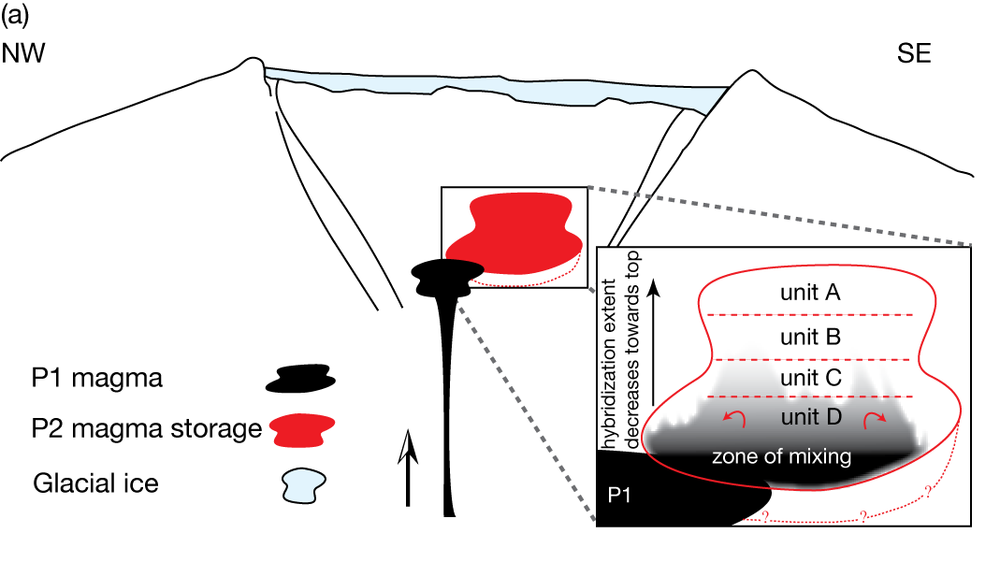 (a)
NW
SE
P1 magma
P2 magma storage
Glacial ice
hybridization extent
decreases towards top
unit A
unit B
unit C
unit D
zone of mixing
P1
?
?
?